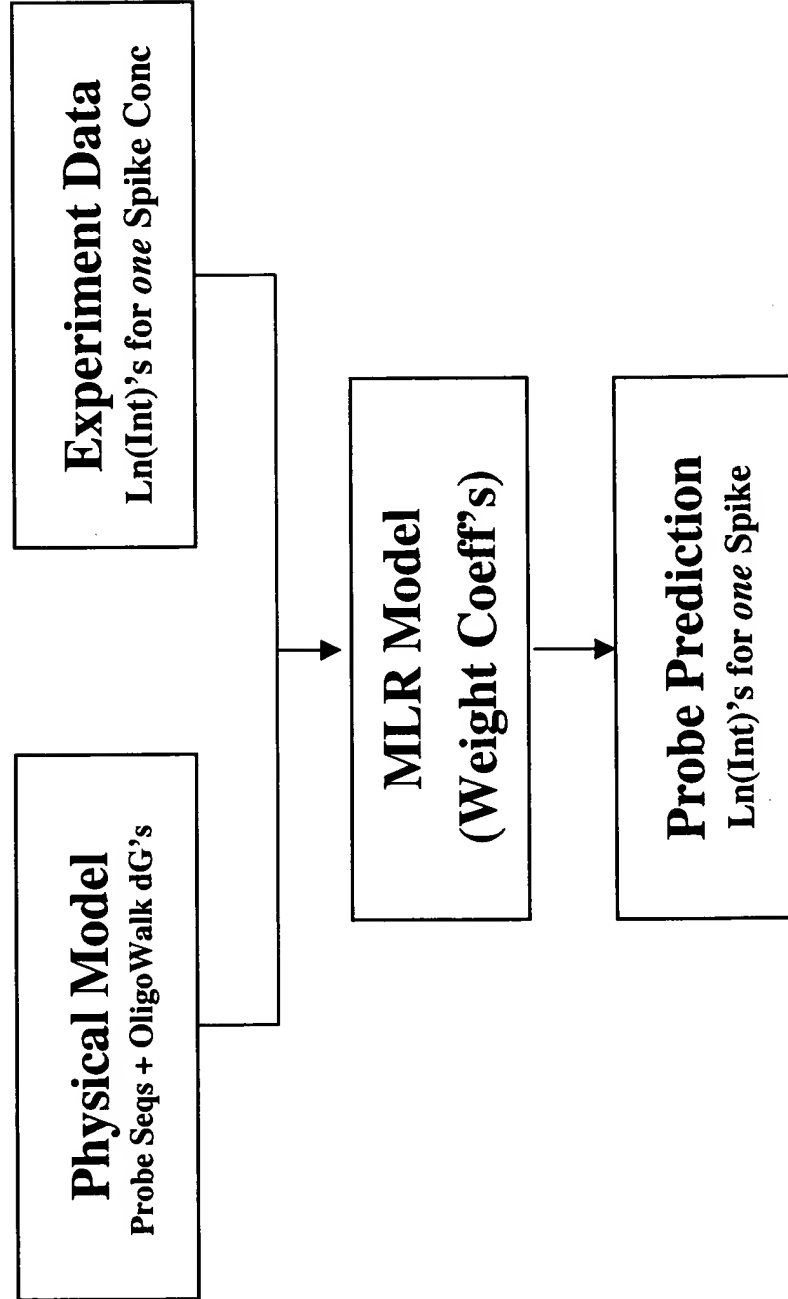 Physical Model
Probe Seqs + OligoWalk dG's
Experiment Data
Ln(Int)'s for one Spike Conc
MLR Model
(Weight Coeff's)
Probe Prediction
Ln(Int)'s for one Spike